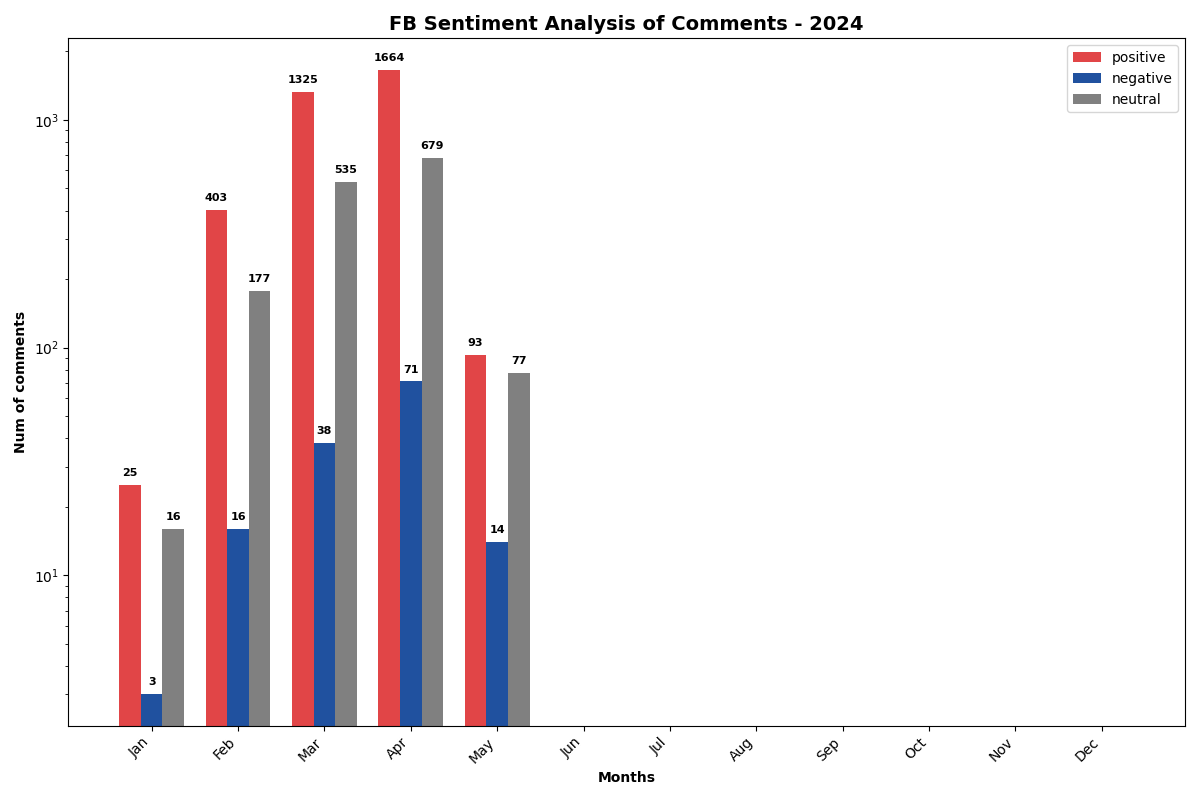 FB Sentiment Analysis of Comments - 2024
positive
negative
neutral
Num of comments
10³
10²
10¹
25
3
16
403
16
177
1325
38
535
1664
71
679
93
14
77
Jan
Feb
Mar
Apr
May
Jun
Jul
Aug
Sep
Oct
Nov
Dec
Months